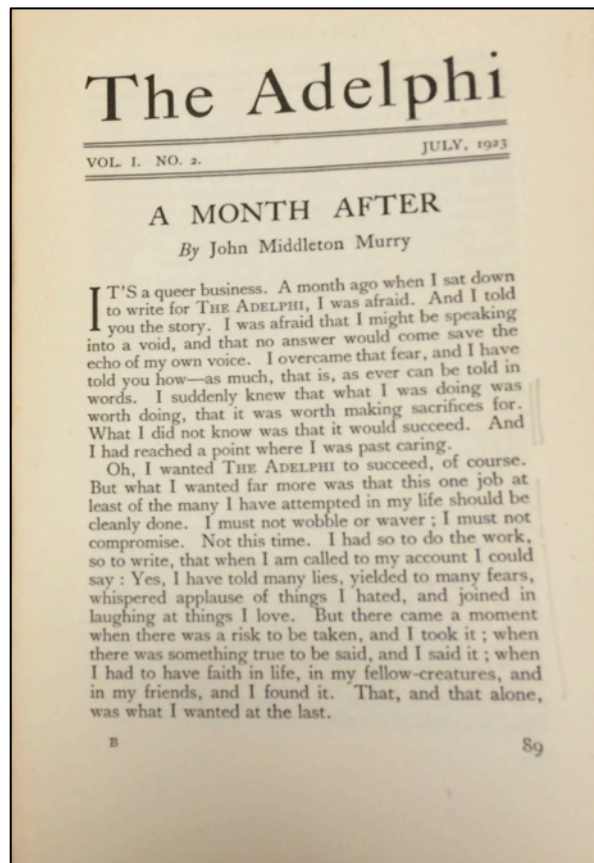 The Adelphi
VOL. I. NO. 2. JULY, 1923
A MONTH AFTER
By John Middleton Murry
IT'S a queer business. A month ago when I sat down
to write for THE ADELPHI, I was afraid. And I told
you the story. I was afraid that I might be speaking
into a void, and that no answer would come save the
echo of my own voice. I overcame that fear, and I have
told you how—as much, that is, as ever can be told in
words. I suddenly knew that what I was doing was
worth doing, that it was worth making sacrifices for.
What I did not know was that it would succeed. And
I had reached a point where I was past caring.
Oh, I wanted THE ADELPHI to succeed, of course.
But what I wanted far more was that this one job at
least of the many I have attempted in my life should be
cleanly done. I must not wobble or waver ; I must not
compromise. Not this time. I had so to do the work,
so to write, that when I am called to my account I could
say : Yes, I have told many lies, yielded to many fears,
whispered applause of things I hated, and joined in
laughing at things I love. But there came a moment
when there was a risk to be taken, and I took it ; when
there was something true to be said, and I said it ; when
I had to have faith in life, in my fellow-creatures, and
in my friends, and I found it. That, and that alone,
was what I wanted at the last.
B 89